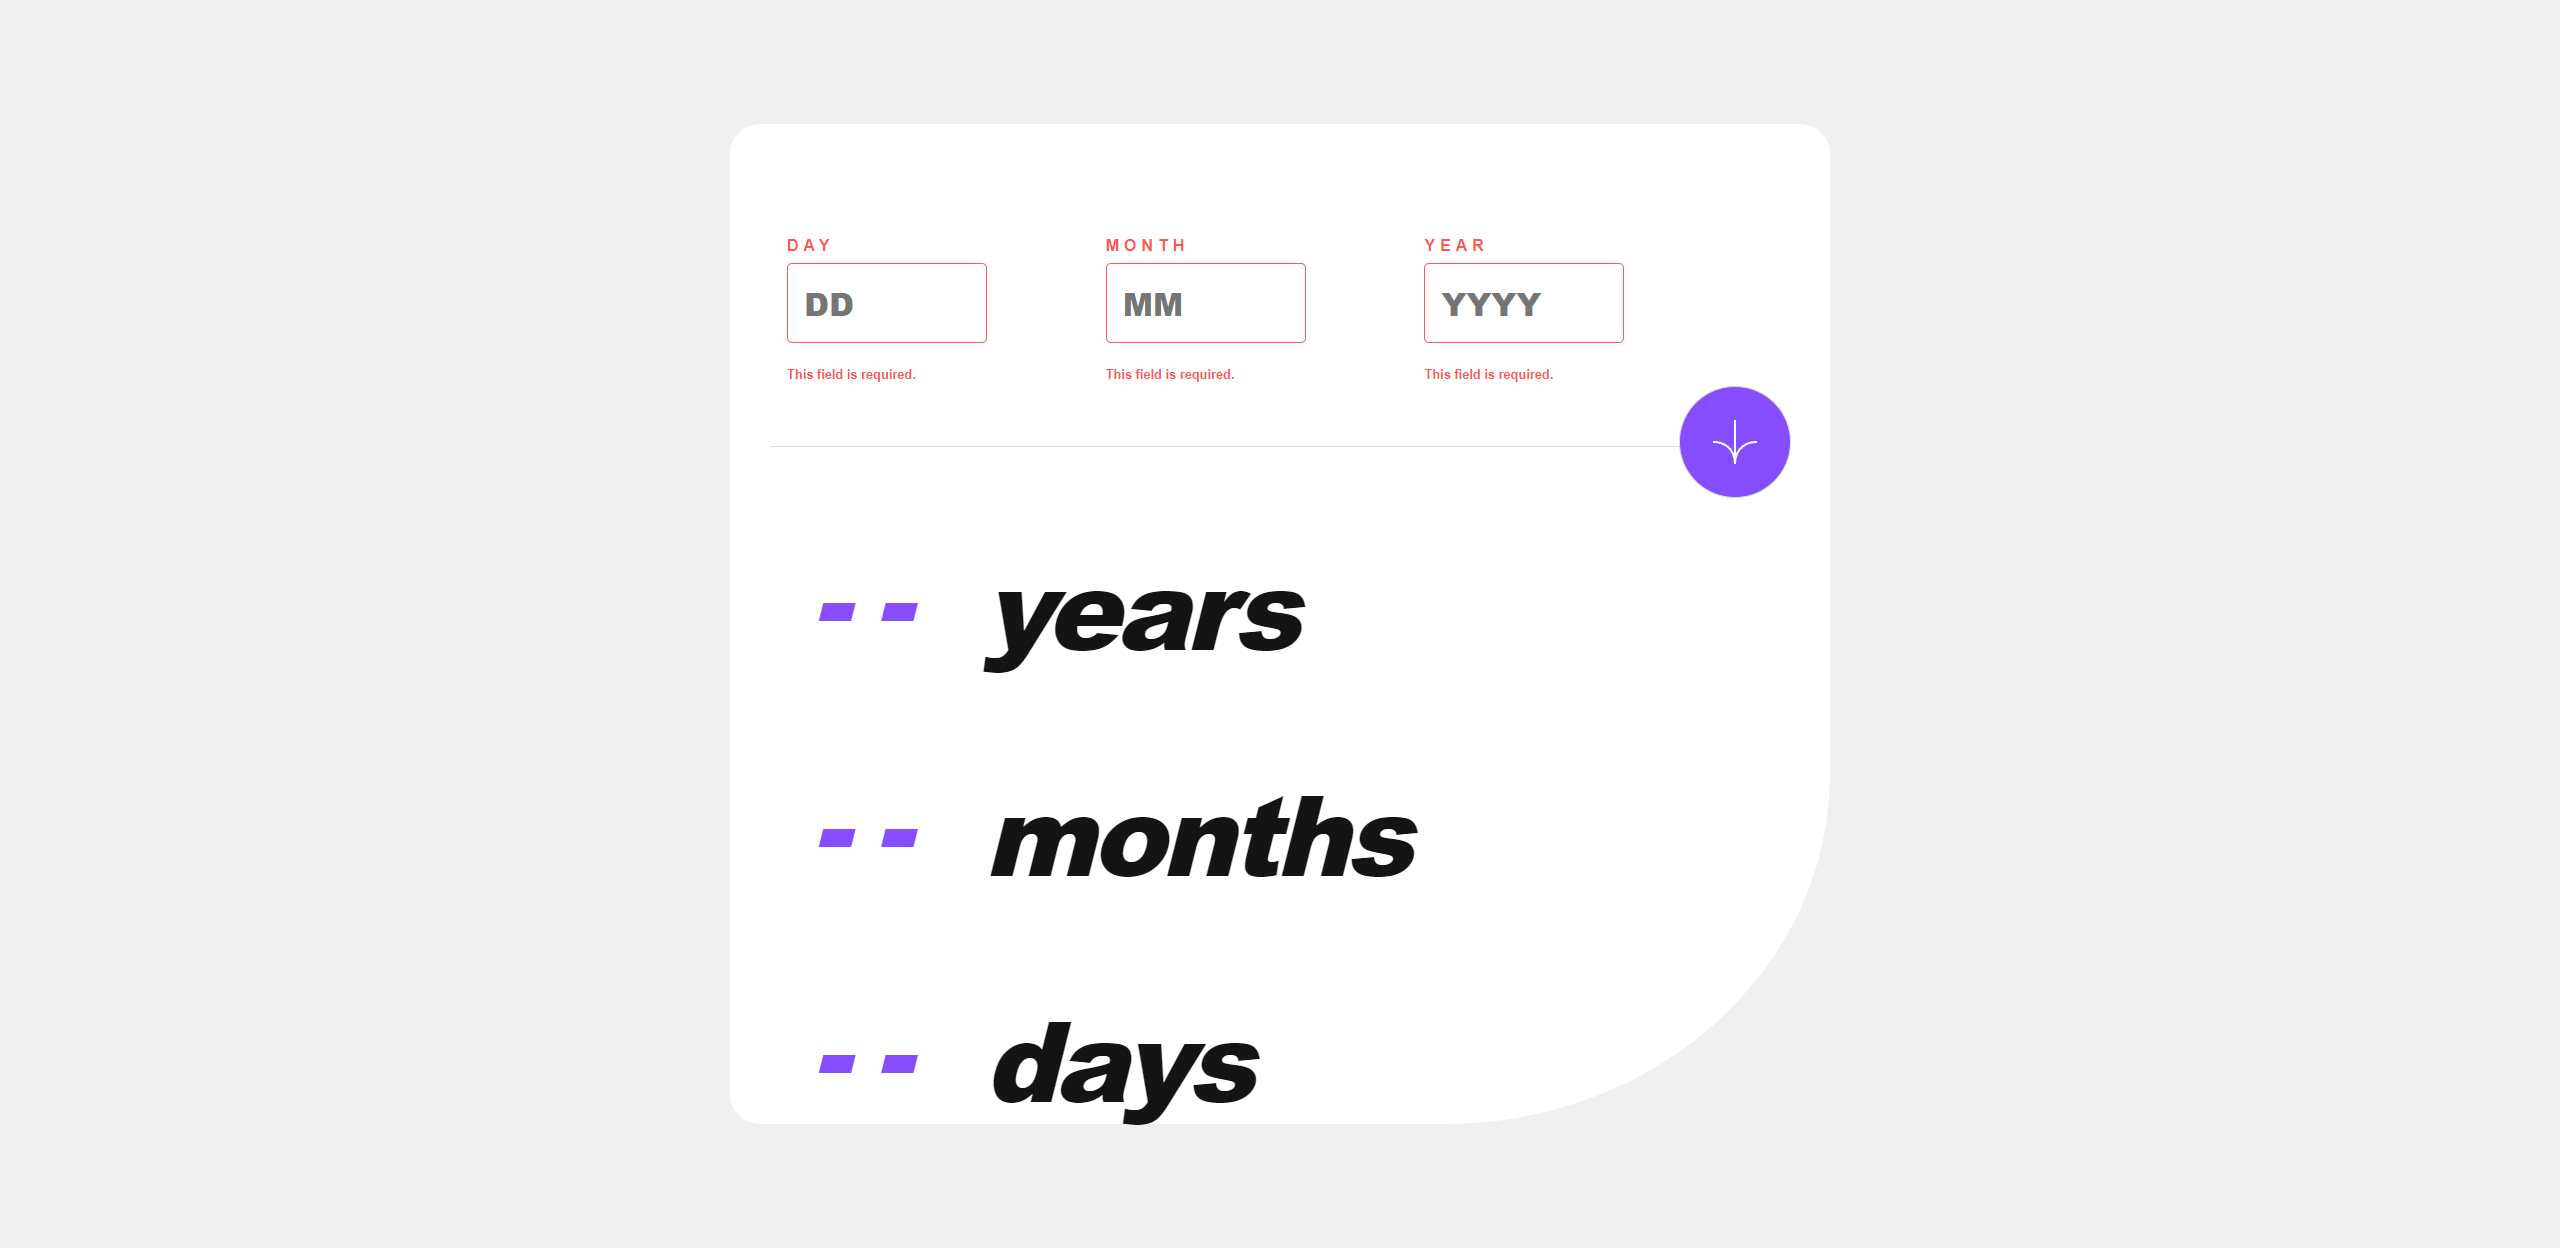 DAY MONTH YEAR
DD MM YYYY
This field is required. This field is required. This field is required.
- - years
- - months
- - days